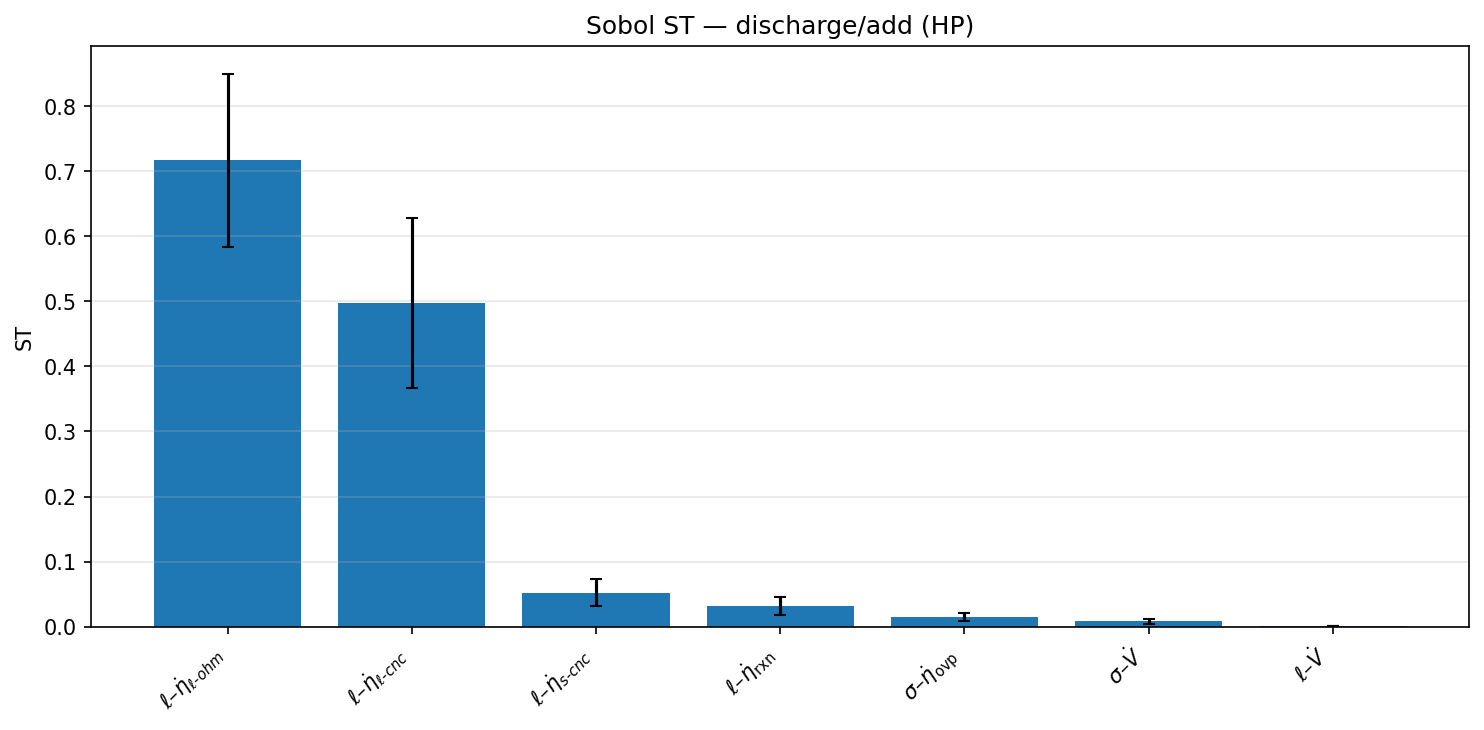 Sobol ST — discharge/add (HP)
0.8
0.7
0.6
0.5
0.4
0.3
0.2
0.1
0.0
ST
ℓ–η̇ℓ-ohm
ℓ–η̇ℓ-cnc
ℓ–η̇s-cnc
ℓ–η̇rxn
σ–η̇ovp
σ–V̇
ℓ–V̇